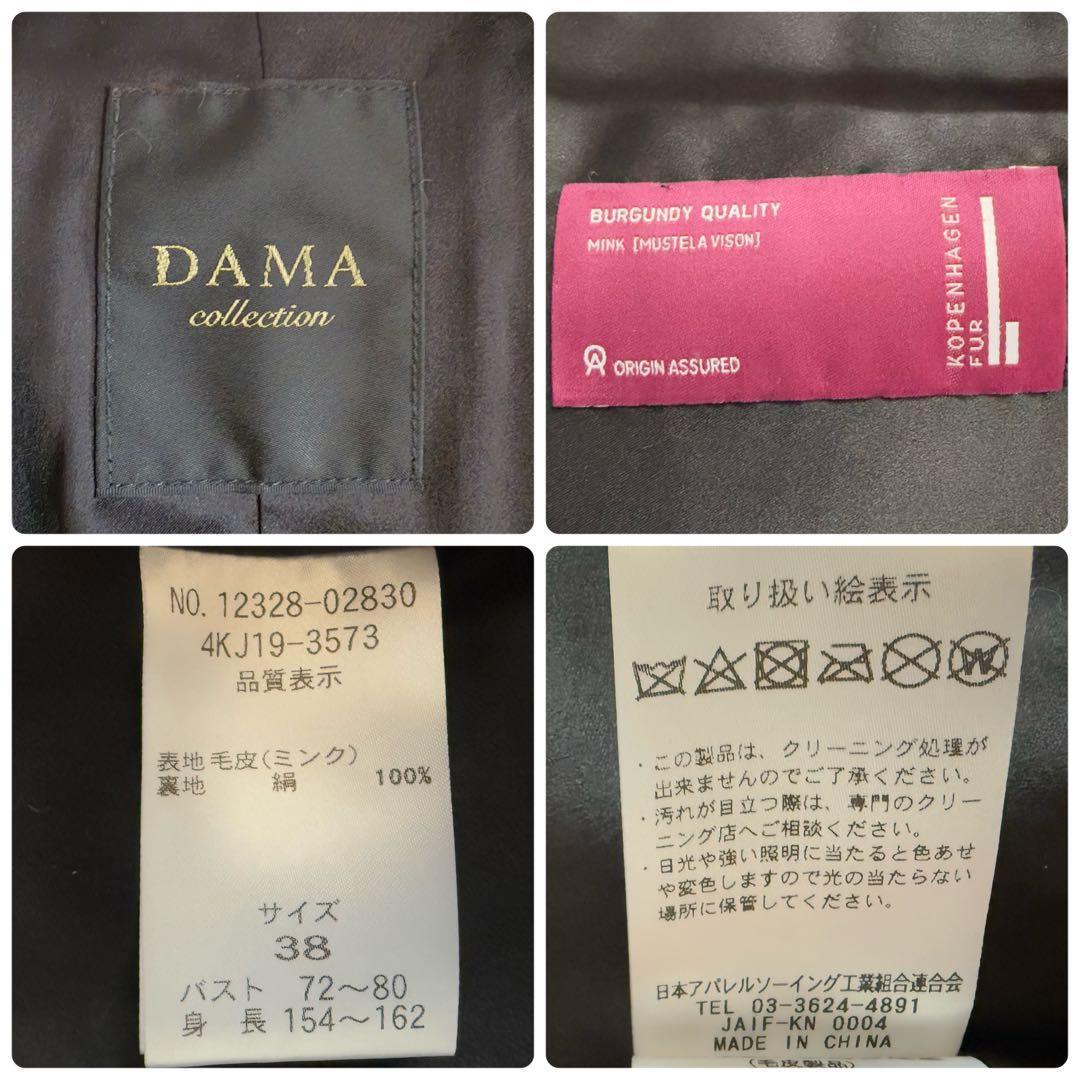 DAMA
collection
BURGUNDY QUALITY
MINK [MUSTELA VISON]
ORIGIN ASSURED
KOPENHAGEN
FUR
NO. 12328-02830
4KJ19-3573
品質表示
表地 毛皮(ミンク)
裏地 絹 100%
サイズ
38
バスト 72～80
身 長 154～162
取り扱い絵表示
・この製品は、クリーニング処理が
出来ませんのでご了承ください。
・汚れが目立つ際は、専門のクリー
ニング店へご相談ください。
・日光や強い照明に当たると色あせ
や変色しますので光の当たらない
場所に保管してください。
日本アパレルソーイング工業組合連合会
TEL 03-3624-4891
JAIF-KN 0004
MADE IN CHINA
(毛皮製品)